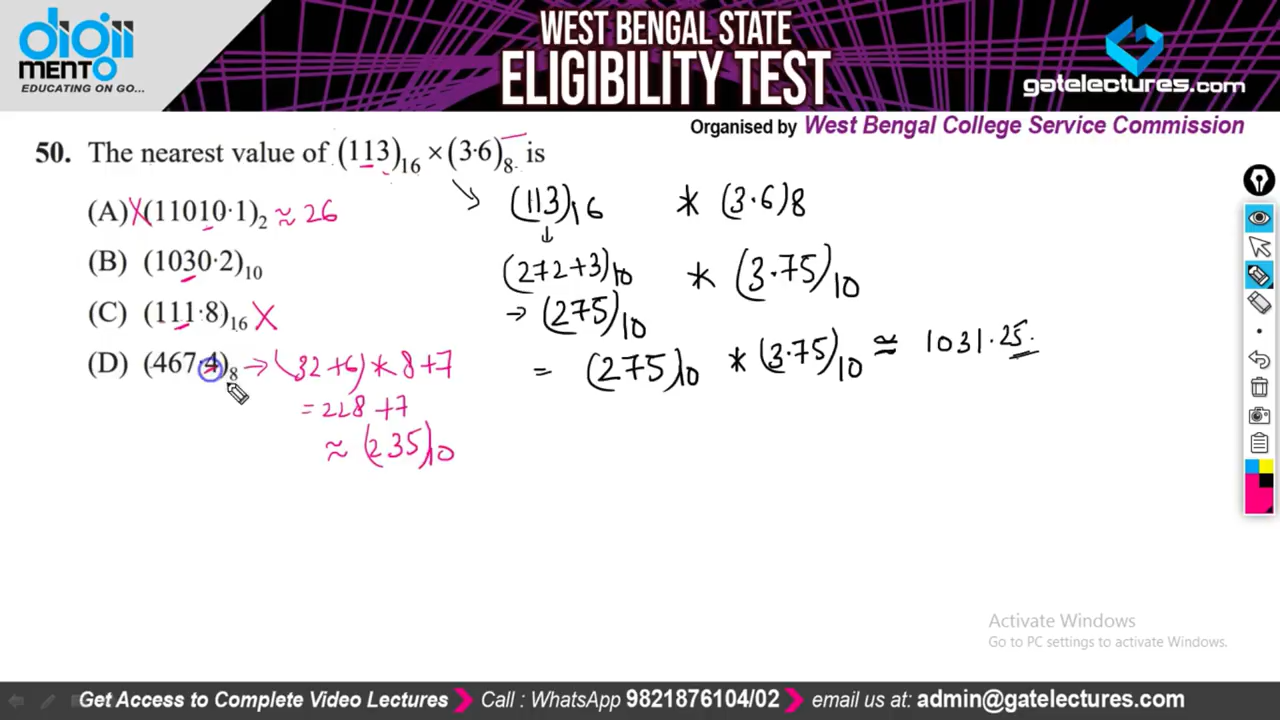 digii
MENTO
EDUCATING ON GO...
WEST BENGAL STATE
ELIGIBILITY TEST
gatelectures.com
Organised by West Bengal College Service Commission
50. The nearest value of (113)₁₆ × (3·6)₈ is
(A) X (11010·1)₂ ≈ 26
(B) (1030·2)₁₀
(C) (111·8)₁₆ X
(D) (467·4)₈ → (32+6) * 8+7
= 228 +7
≈ (235)10
(113)16 * (3.6)8
↓
(272+3)10 * (3.75)10
→ (275)10
= (275)10 * (3.75)10 ≅ 1031.25.
Activate Windows
Go to PC settings to activate Windows.
Get Access to Complete Video Lectures Call : WhatsApp 9821876104/02 email us at: admin@gatelectures.com